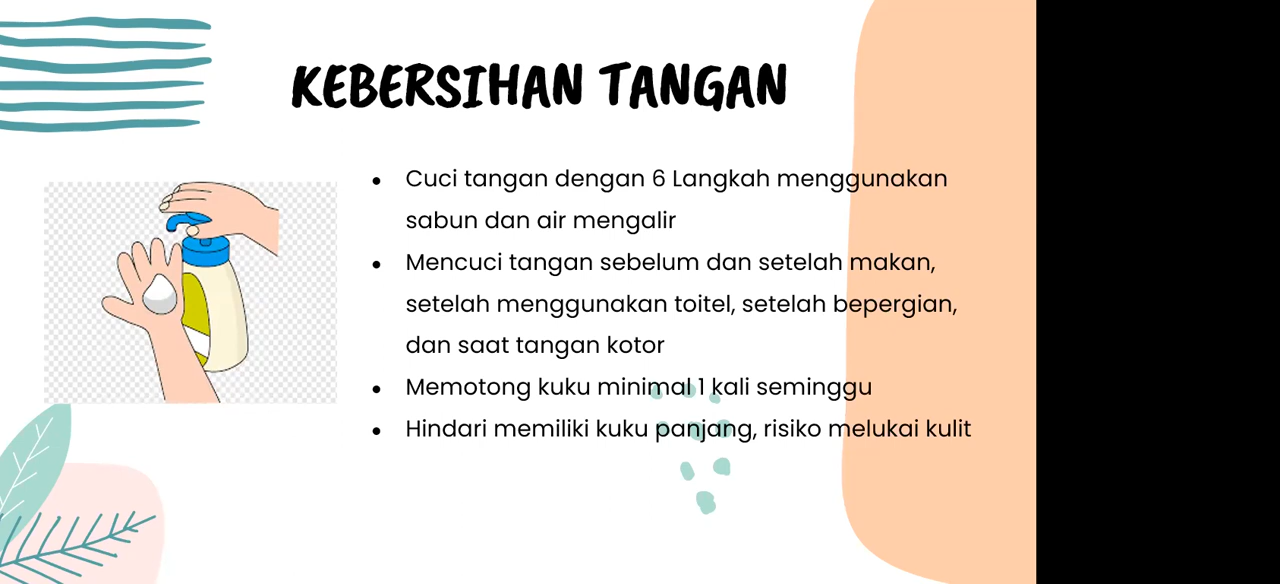 KEBERSIHAN TANGAN
• Cuci tangan dengan 6 Langkah menggunakan
sabun dan air mengalir
• Mencuci tangan sebelum dan setelah makan,
setelah menggunakan toitel, setelah bepergian,
dan saat tangan kotor
• Memotong kuku minimal 1 kali seminggu
• Hindari memiliki kuku panjang, risiko melukai kulit